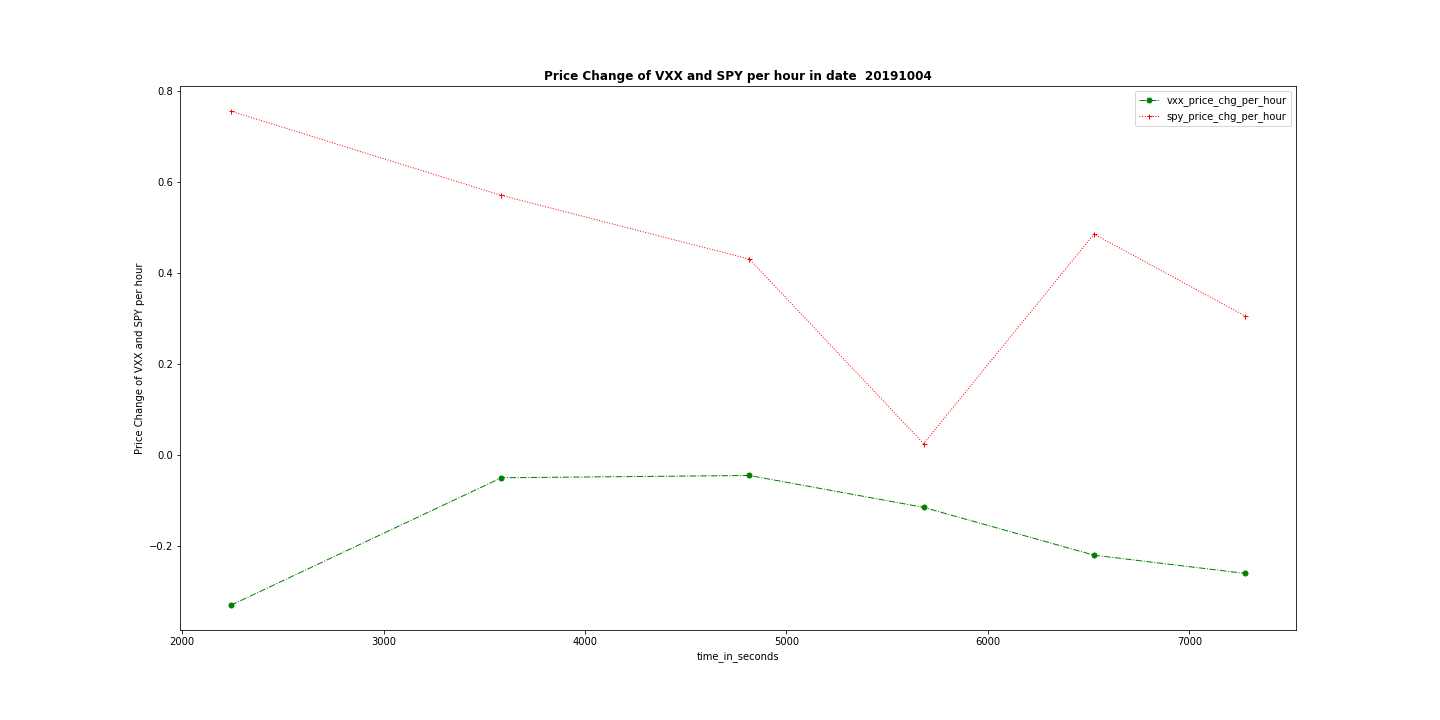 Price Change of VXX and SPY per hour in date  20191004
vxx_price_chg_per_hour
spy_price_chg_per_hour
Price Change of VXX and SPY per hour
0.8
0.6
0.4
0.2
0.0
−0.2
2000
3000
4000
5000
6000
7000
time_in_seconds